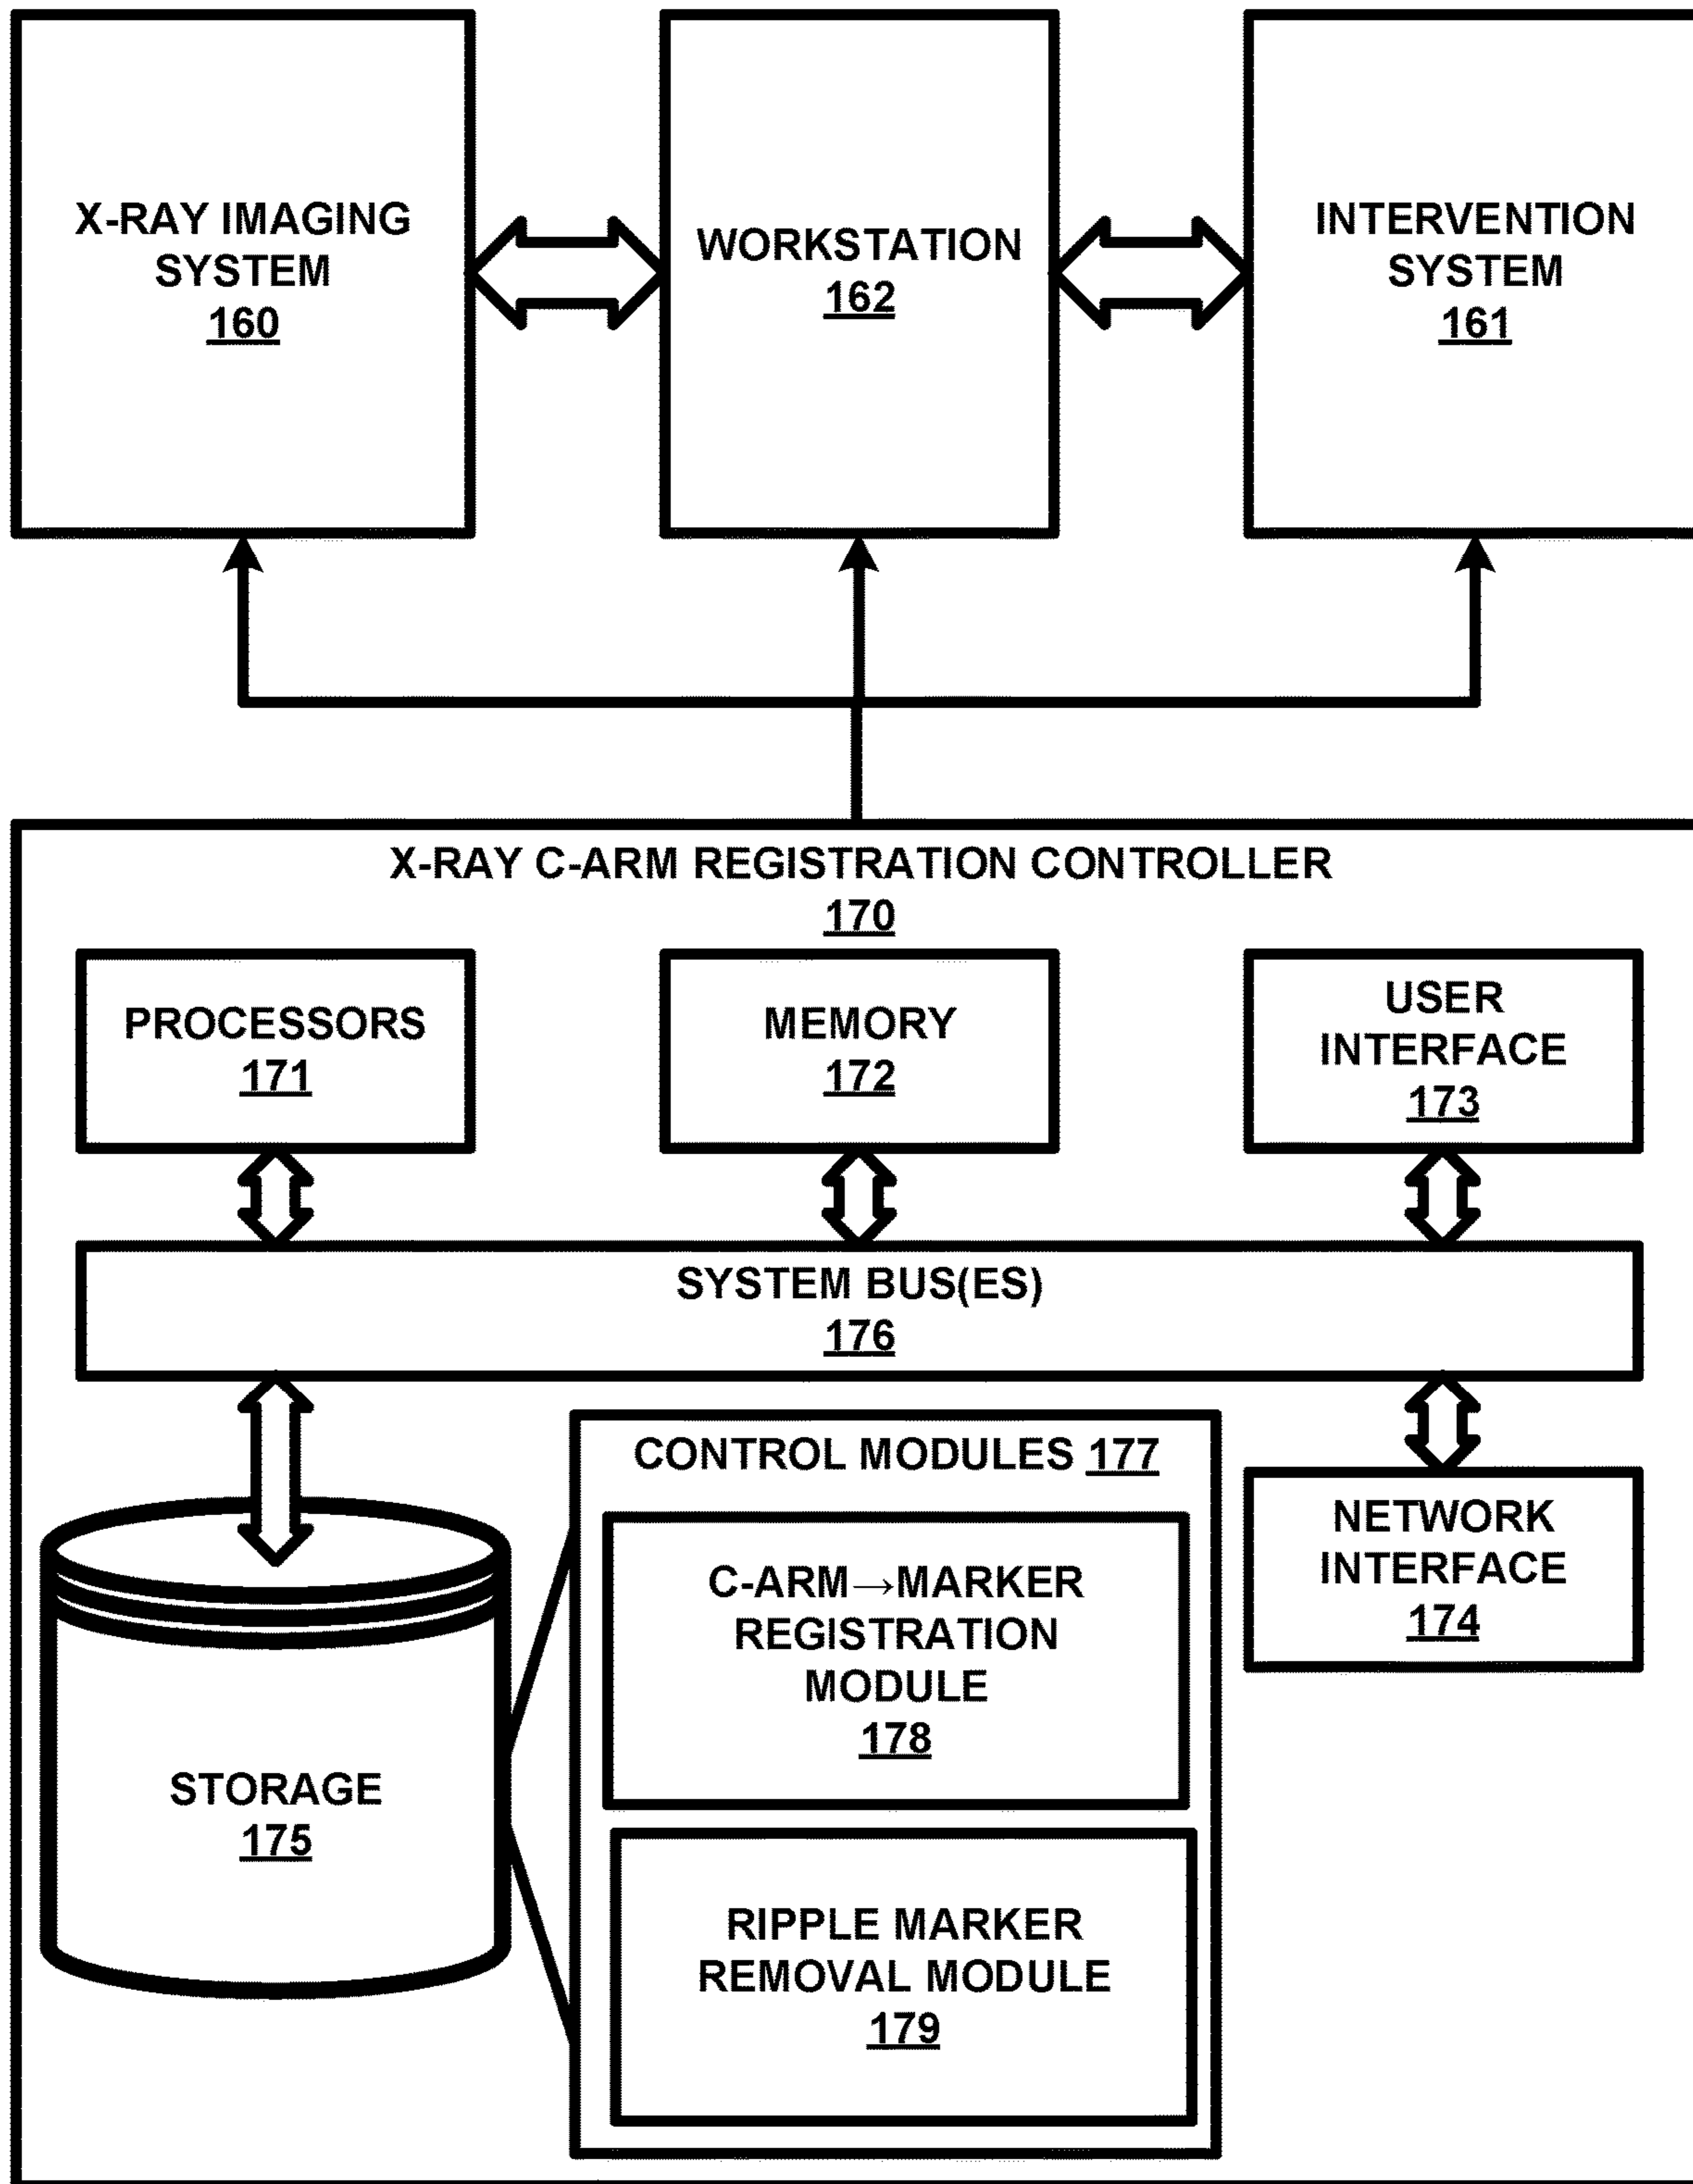 X-RAY IMAGING
SYSTEM
160
WORKSTATION
162
INTERVENTION
SYSTEM
161
X-RAY C-ARM REGISTRATION CONTROLLER
170
PROCESSORS
171
MEMORY
172
USER
INTERFACE
173
SYSTEM BUS(ES)
176
CONTROL MODULES 177
C-ARM→MARKER
REGISTRATION
MODULE
178
RIPPLE MARKER
REMOVAL MODULE
179
NETWORK
INTERFACE
174
STORAGE
175